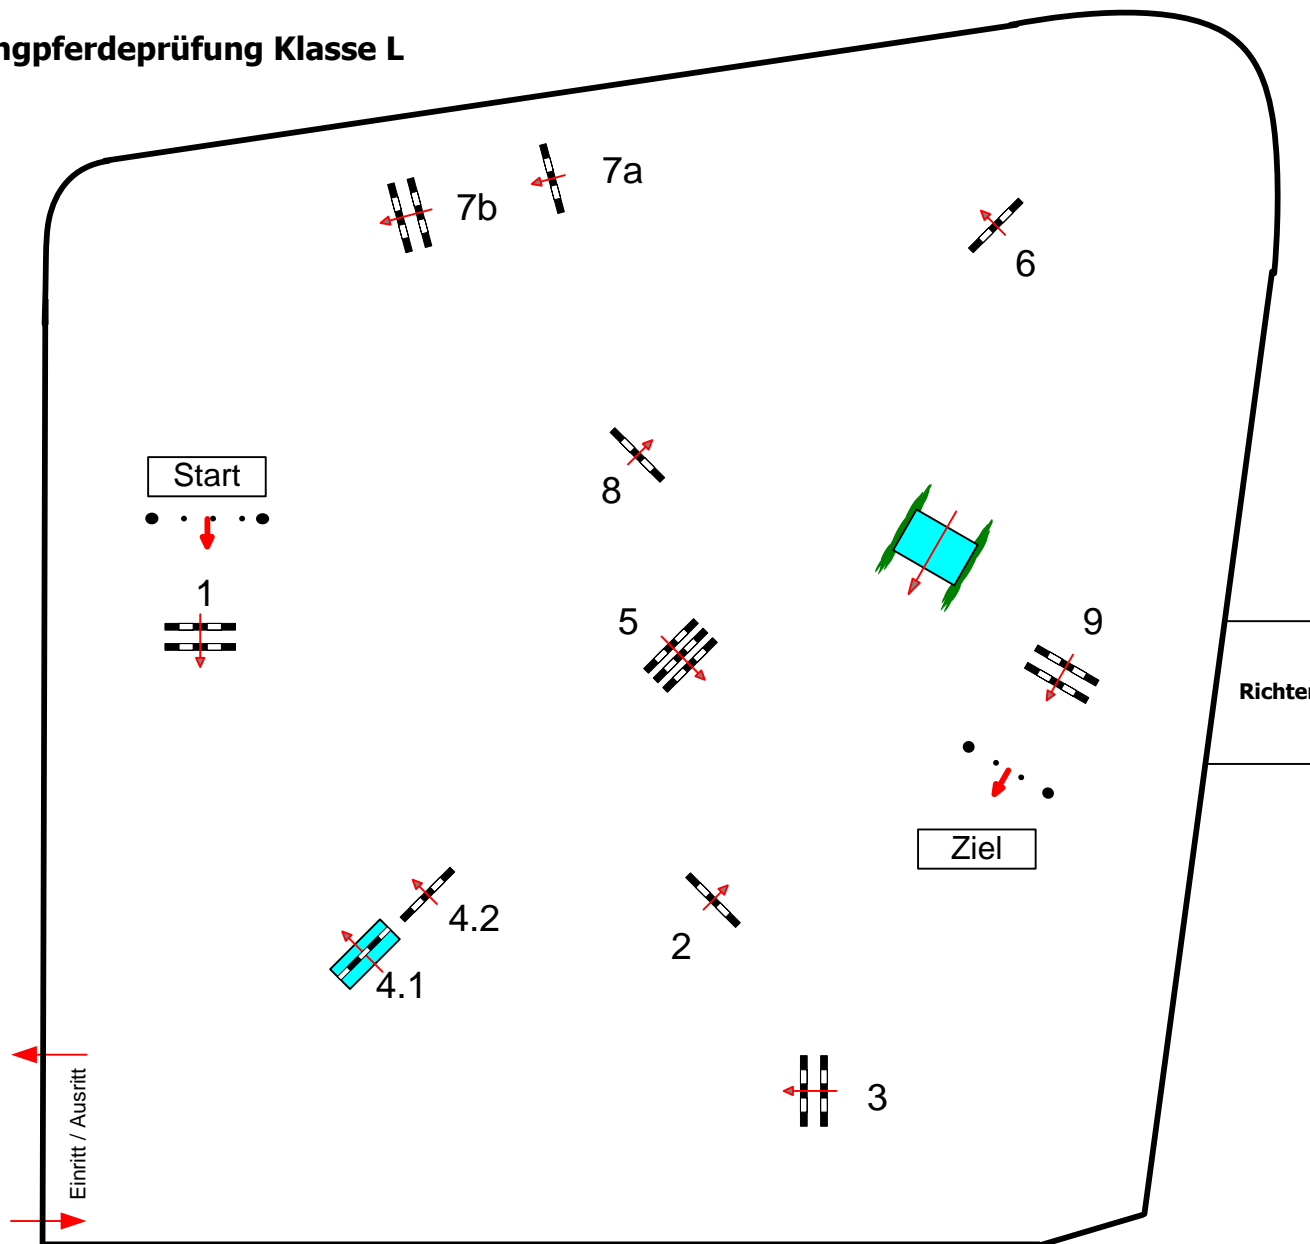 ngpferdeprüfung Klasse L
7a
7b
6
Start
8
1
5
9
Richter
Ziel
4.2
2
4.1
3
Einritt / Ausritt